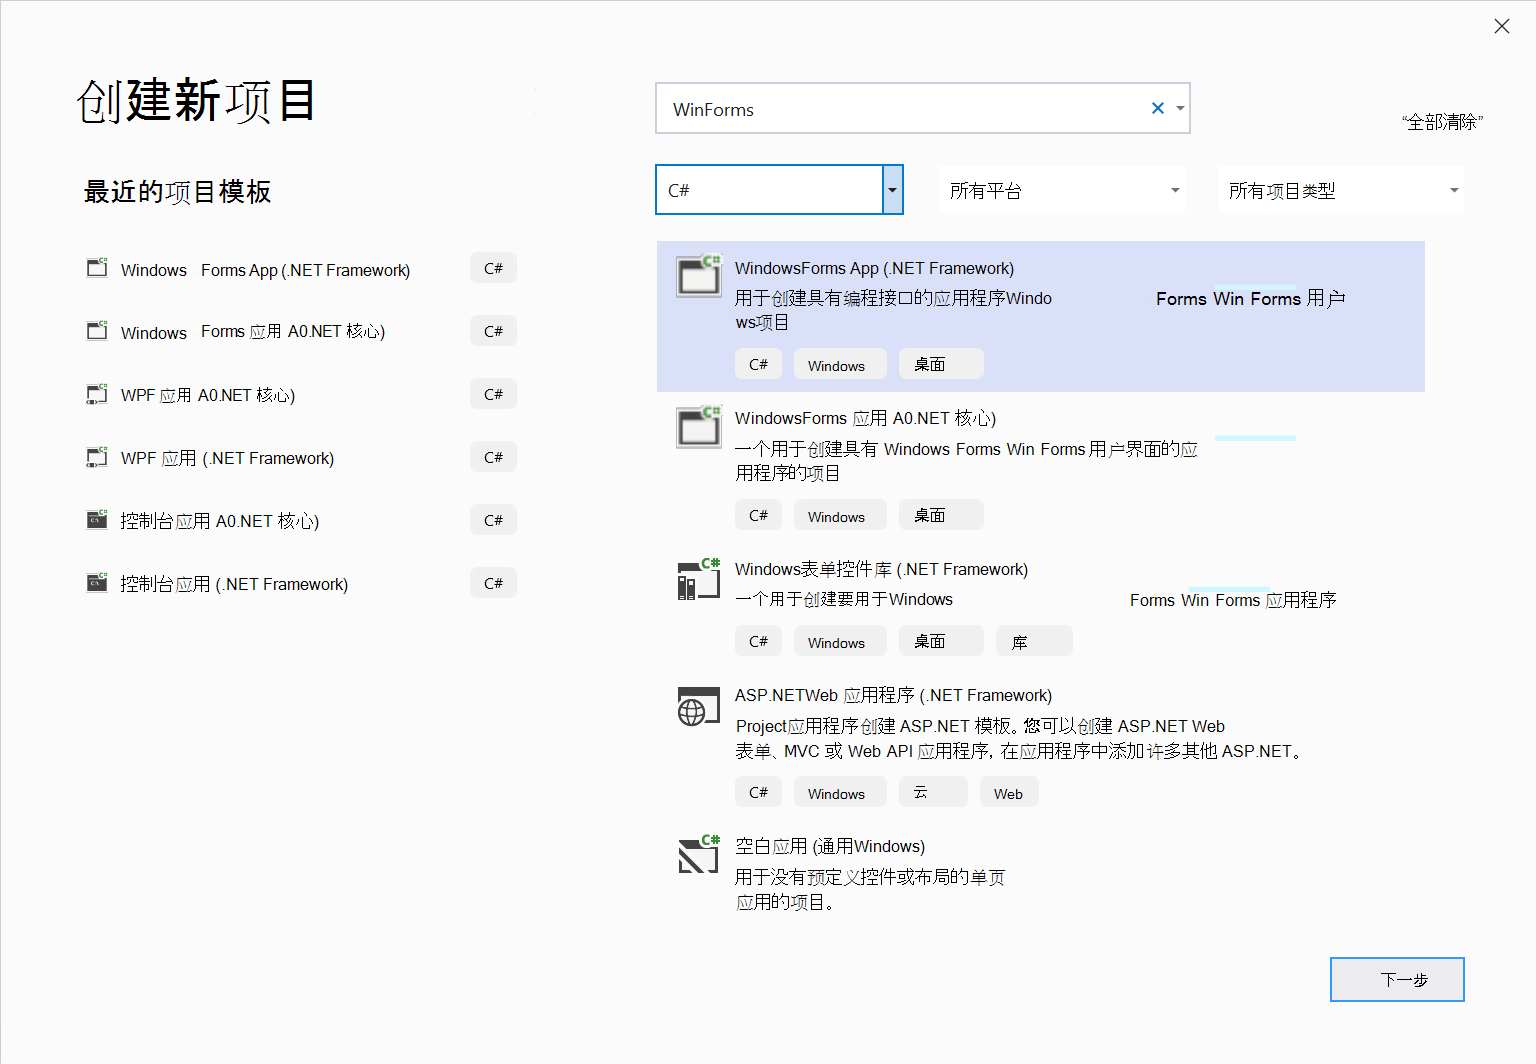 创建新项目
最近的项目模板
Windows Forms App (.NET Framework) C#
Windows Forms 应用 A0.NET 核心) C#
WPF 应用 A0.NET 核心) C#
WPF 应用 (.NET Framework) C#
控制台应用 A0.NET 核心) C#
控制台应用 (.NET Framework) C#
WinForms
“全部清除”
C# 所有平台 所有项目类型
WindowsForms App (.NET Framework)
用于创建具有编程接口的应用程序Windo Forms Win Forms 用户
ws项目
C# Windows 桌面
WindowsForms 应用 A0.NET 核心)
一个用于创建具有 Windows Forms Win Forms 用户界面的应
用程序的项目
C# Windows 桌面
Windows表单控件库 (.NET Framework)
一个用于创建要用于Windows Forms Win Forms 应用程序
C# Windows 桌面 库
ASP.NETWeb 应用程序 (.NET Framework)
Project应用程序创建 ASP.NET 模板。您可以创建 ASP.NET Web
表单、MVC 或 Web API 应用程序, 在应用程序中添加许多其他 ASP.NET。
C# Windows 云 Web
空白应用 (通用Windows)
用于没有预定义控件或布局的单页
应用的项目。
下一步